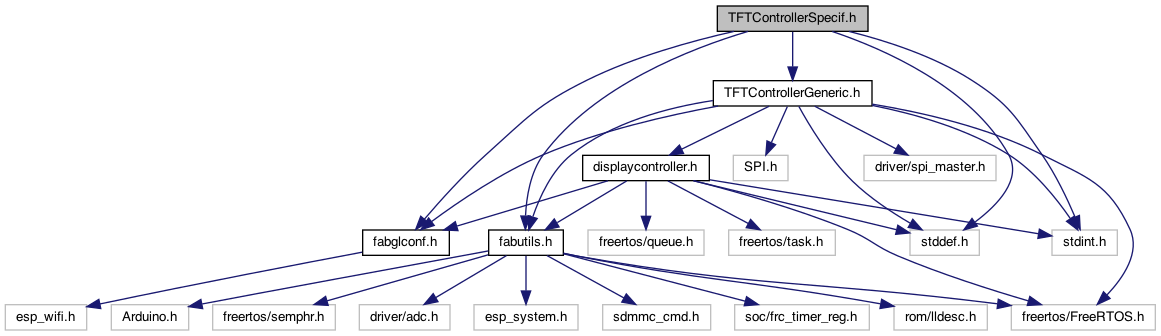 TFTControllerSpecif.h
TFTControllerGeneric.h
displaycontroller.h
SPI.h
driver/spi_master.h
fabglconf.h
fabutils.h
freertos/queue.h
freertos/task.h
stddef.h
stdint.h
esp_wifi.h
Arduino.h
freertos/semphr.h
driver/adc.h
esp_system.h
sdmmc_cmd.h
soc/frc_timer_reg.h
rom/lldesc.h
freertos/FreeRTOS.h